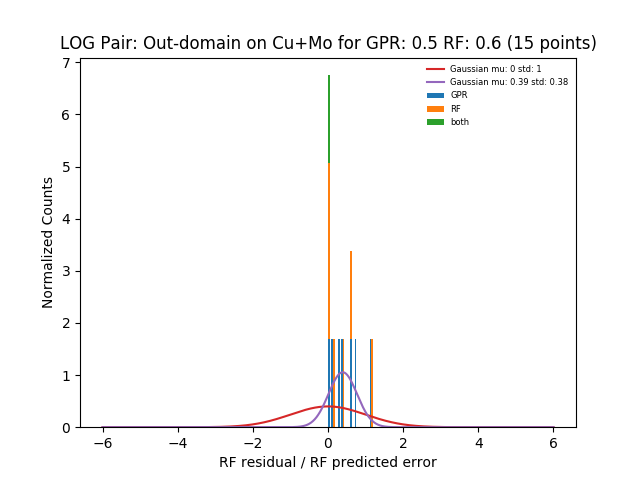 LOG Pair: Out-domain on Cu+Mo for GPR: 0.5 RF: 0.6 (15 points)
Gaussian mu: 0 std: 1
Gaussian mu: 0.39 std: 0.38
GPR
RF
both
Normalized Counts
7
6
5
4
3
2
1
0
−6 −4 −2 0 2 4 6
RF residual / RF predicted error